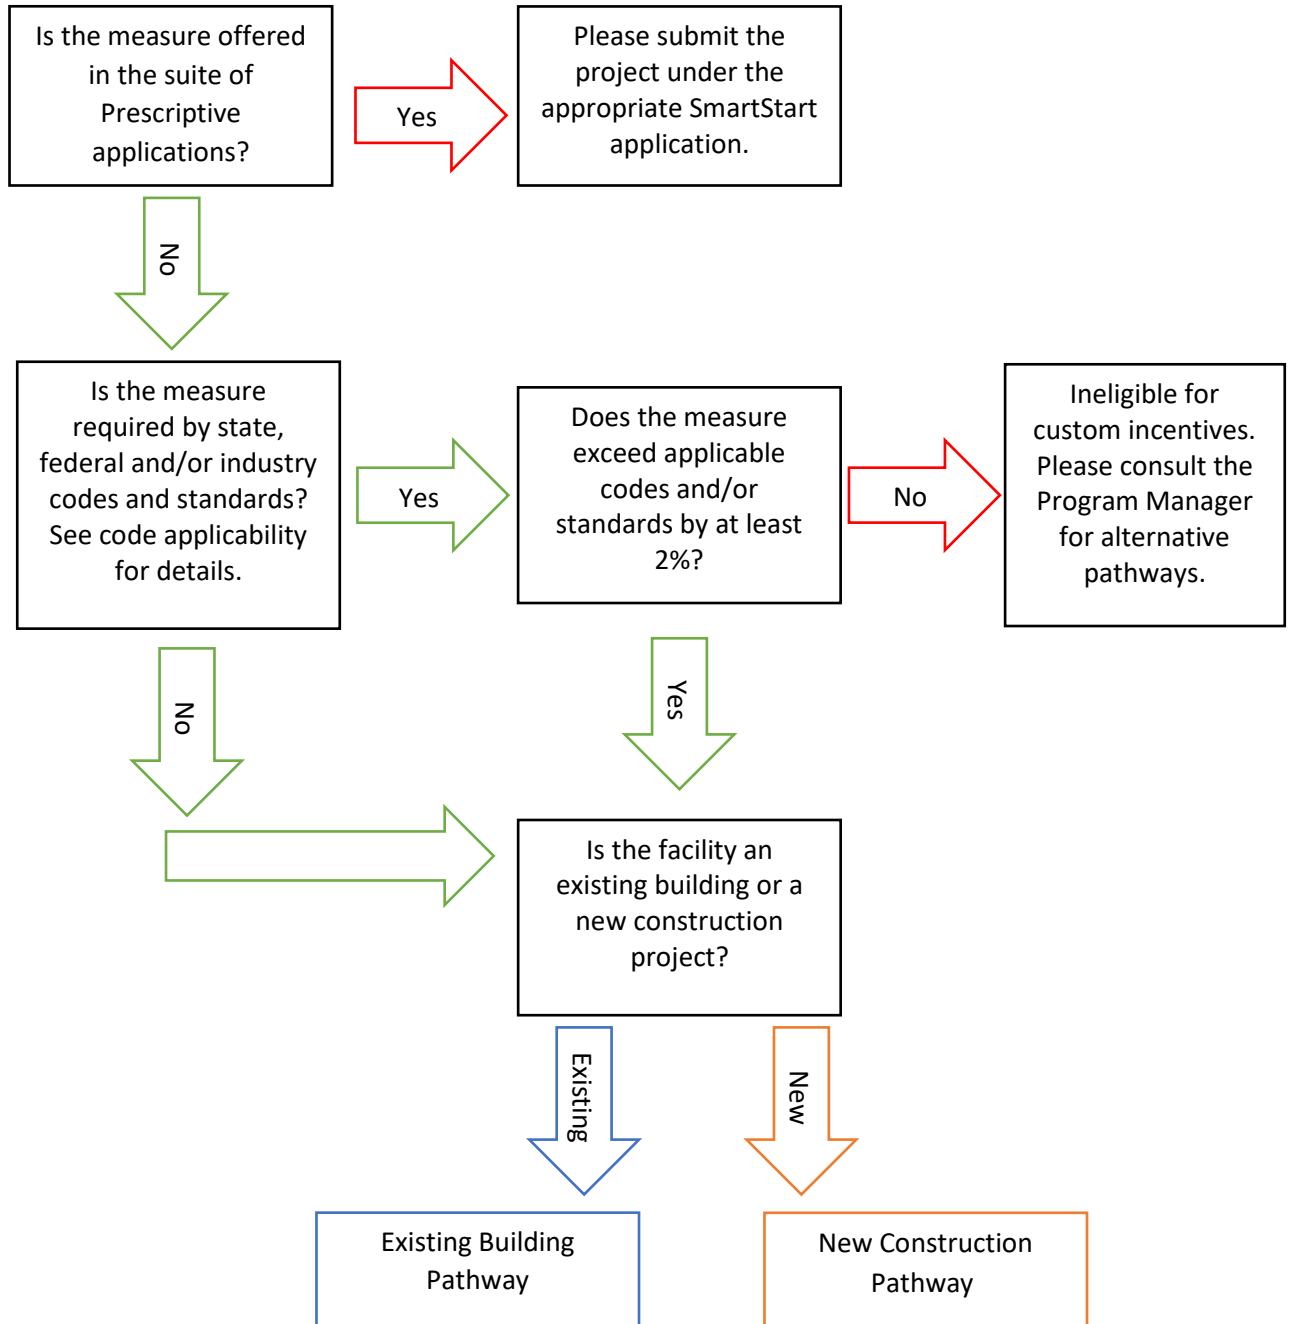 Is the measure offered
in the suite of
Prescriptive
applications?
Yes
Please submit the
project under the
appropriate SmartStart
application.
No
Is the measure
required by state,
federal and/or industry
codes and standards?
See code applicability
for details.
Yes
Does the measure
exceed applicable
codes and/or
standards by at least
2%?
No
Ineligible for
custom incentives.
Please consult the
Program Manager
for alternative
pathways.
No
Yes
Is the facility an
existing building or a
new construction
project?
Existing
New
Existing Building
Pathway
New Construction
Pathway